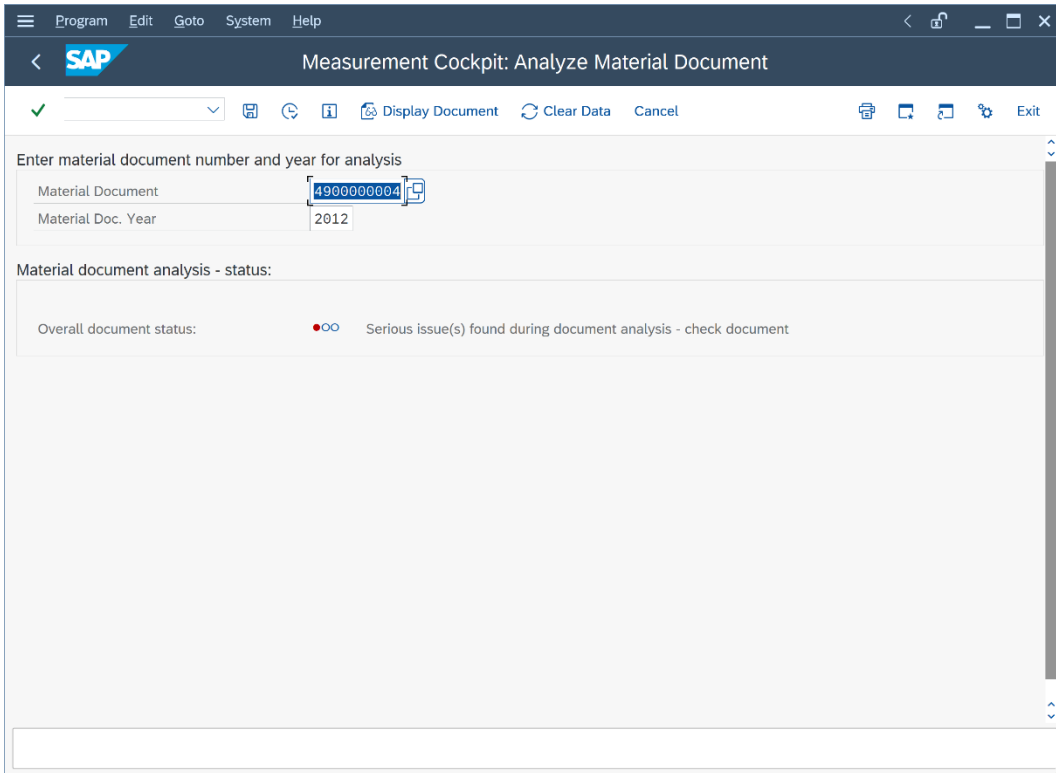 Program Edit Goto System Help
SAP Measurement Cockpit: Analyze Material Document
Display Document Clear Data Cancel Exit
Enter material document number and year for analysis
Material Document 4900000004
Material Doc. Year 2012
Material document analysis - status:
Overall document status: Serious issue(s) found during document analysis - check document